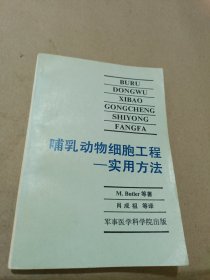 BURU
DONGWU
XIBAO
GONGCHENG
SHIYONG
FANGFA
哺乳动物细胞工程
—实用方法
M. Butler 等著
肖成祖 等译
军事医学科学院出版